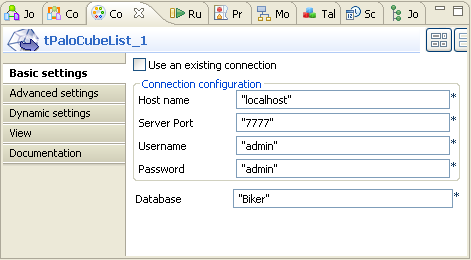 Jo Co Co Ru Pr Mo Tal Sc Jo
tPaloCubeList_1
Basic settings
Advanced settings
Dynamic settings
View
Documentation
Use an existing connection
Connection configuration
Host name "localhost" *
Server Port "7777" *
Username "admin" *
Password "admin" *
Database "Biker" *